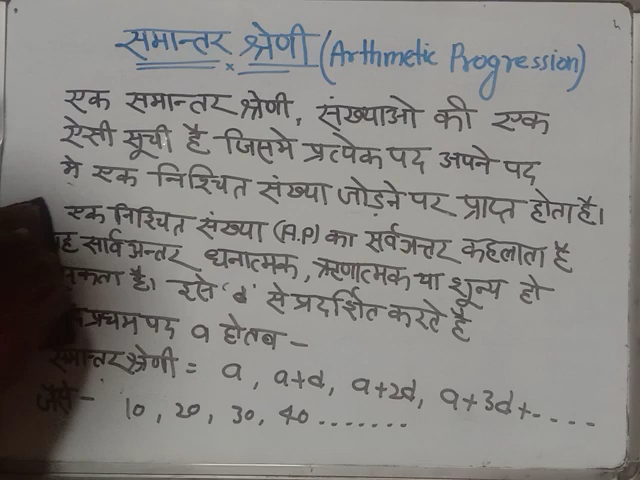 समान्तर श्रेणी (Arthmetic Progression)
एक समान्तर श्रेणी, संख्याओ की एक
ऐसी सूची है जिसमे प्रत्येक पद अपने पद
मे एक निश्चित संख्या जोड़ने पर प्राप्त होता है।
एक निश्चित संख्या (A.P) का सर्वअन्तर कहलाता है
सार्वअन्तर धनात्मक, ऋणात्मक या शून्य हो
सकता है। इसे 'd' से प्रदर्शित करते है
प्रथम पद a हो तब -
समान्तर श्रेणी = a, a+d, a+2d, a+3d+....
जैसे - 10, 20, 30, 40 .......